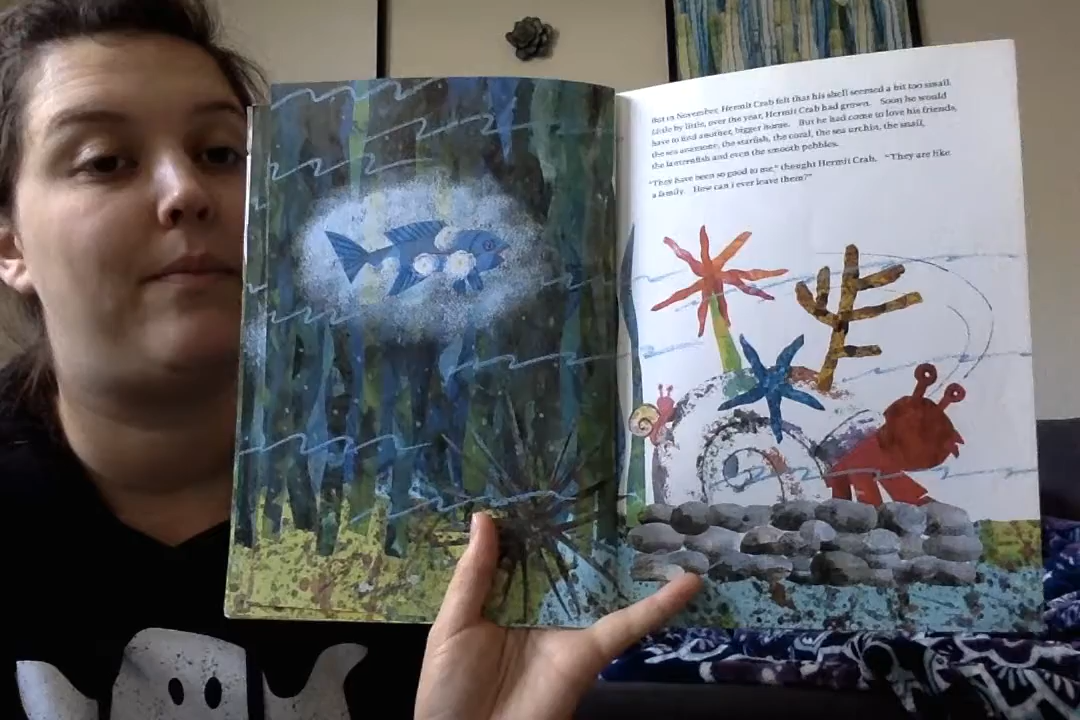 But in November, Hermit Crab felt that his shell seemed a bit too small.
Little by little, over the year, Hermit Crab had grown. Soon he would
have to find another, bigger home. But he had come to love his friends,
the sea anemone, the starfish, the coral, the sea urchin, the snail,
the lanternfish and even the smooth pebbles.
"They have been so good to me," thought Hermit Crab. "They are like
a family. How can I ever leave them?"